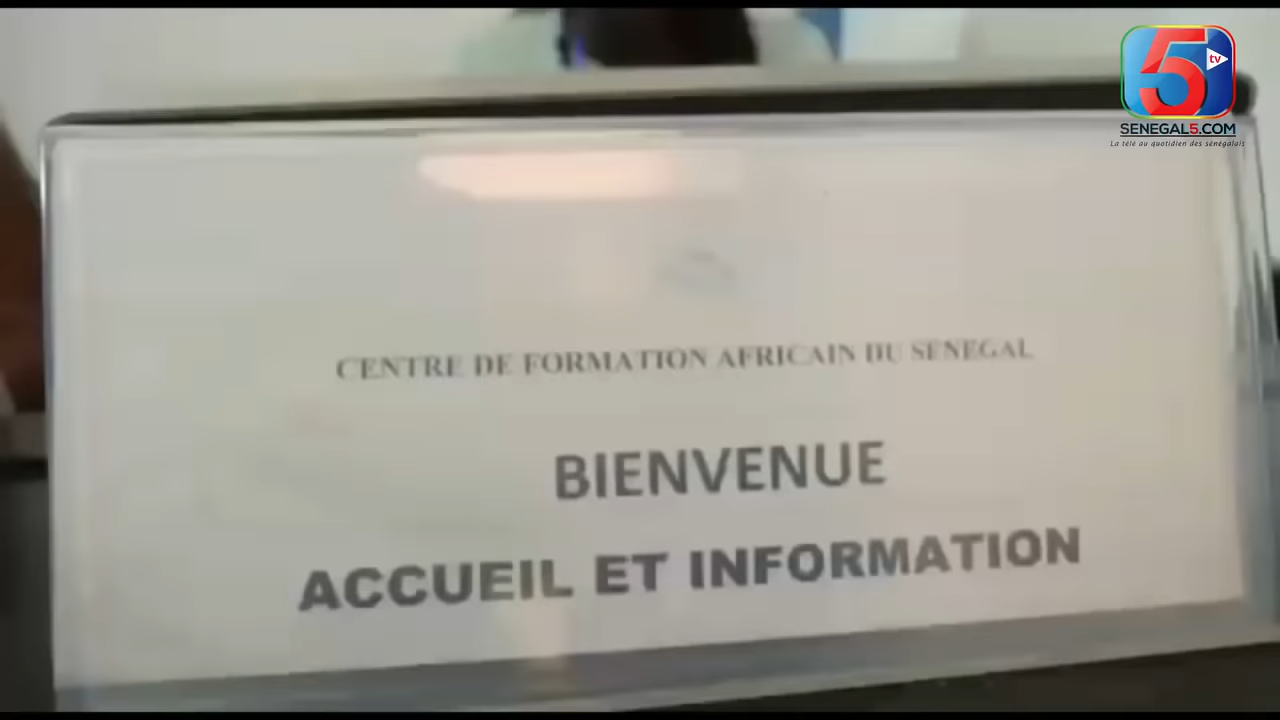 5
tv
SENEGAL5.COM
La télé au quotidien des sénégalais
CENTRE DE FORMATION AFRICAIN DU SENEGAL
BIENVENUE
ACCUEIL ET INFORMATION